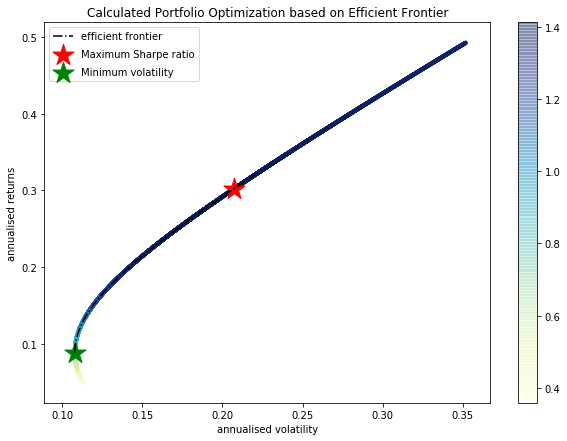 Calculated Portfolio Optimization based on Efficient Frontier
efficient frontier
Maximum Sharpe ratio
Minimum volatility
0.5
0.4
0.3
0.2
0.1
annualised returns
0.10 0.15 0.20 0.25 0.30 0.35
annualised volatility
1.4
1.2
1.0
0.8
0.6
0.4